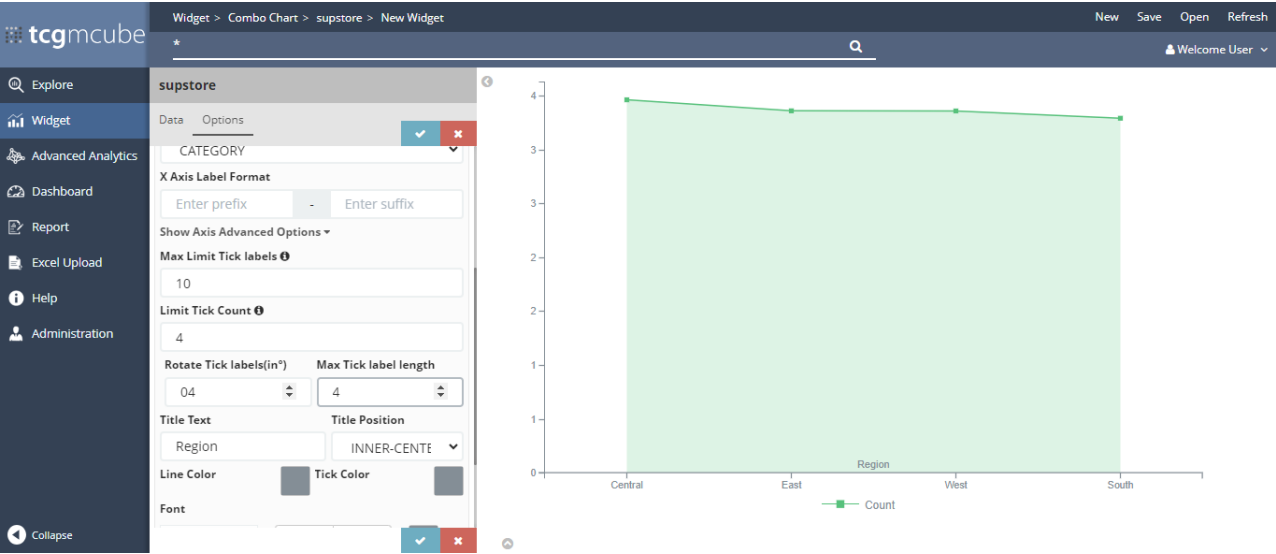 tcgmcube
Widget > Combo Chart > supstore > New Widget
New Save Open Refresh
*
Welcome User
Explore
Widget
Advanced Analytics
Dashboard
Report
Excel Upload
Help
Administration
Collapse
supstore
Data Options
CATEGORY
X Axis Label Format
Enter prefix - Enter suffix
Show Axis Advanced Options
Max Limit Tick labels
10
Limit Tick Count
4
Rotate Tick labels(in°) Max Tick label length
04 4
Title Text Title Position
Region INNER-CENTE
Line Color Tick Color
Font
4
3
3
2
2
1
1
0
Region
Central East West South
Count